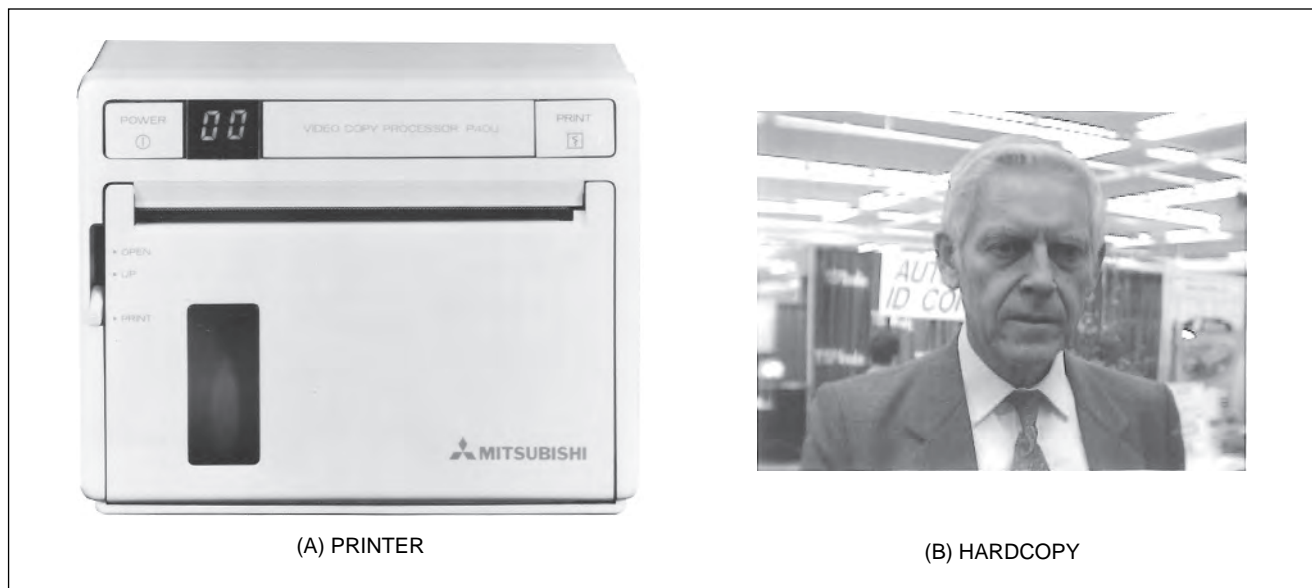 POWER
00
VIDEO COPY PROCESSOR P40U
PRINT
OPEN
UP
PRINT
MITSUBISHI
AUT
ID CO
(A) PRINTER
(B) HARDCOPY